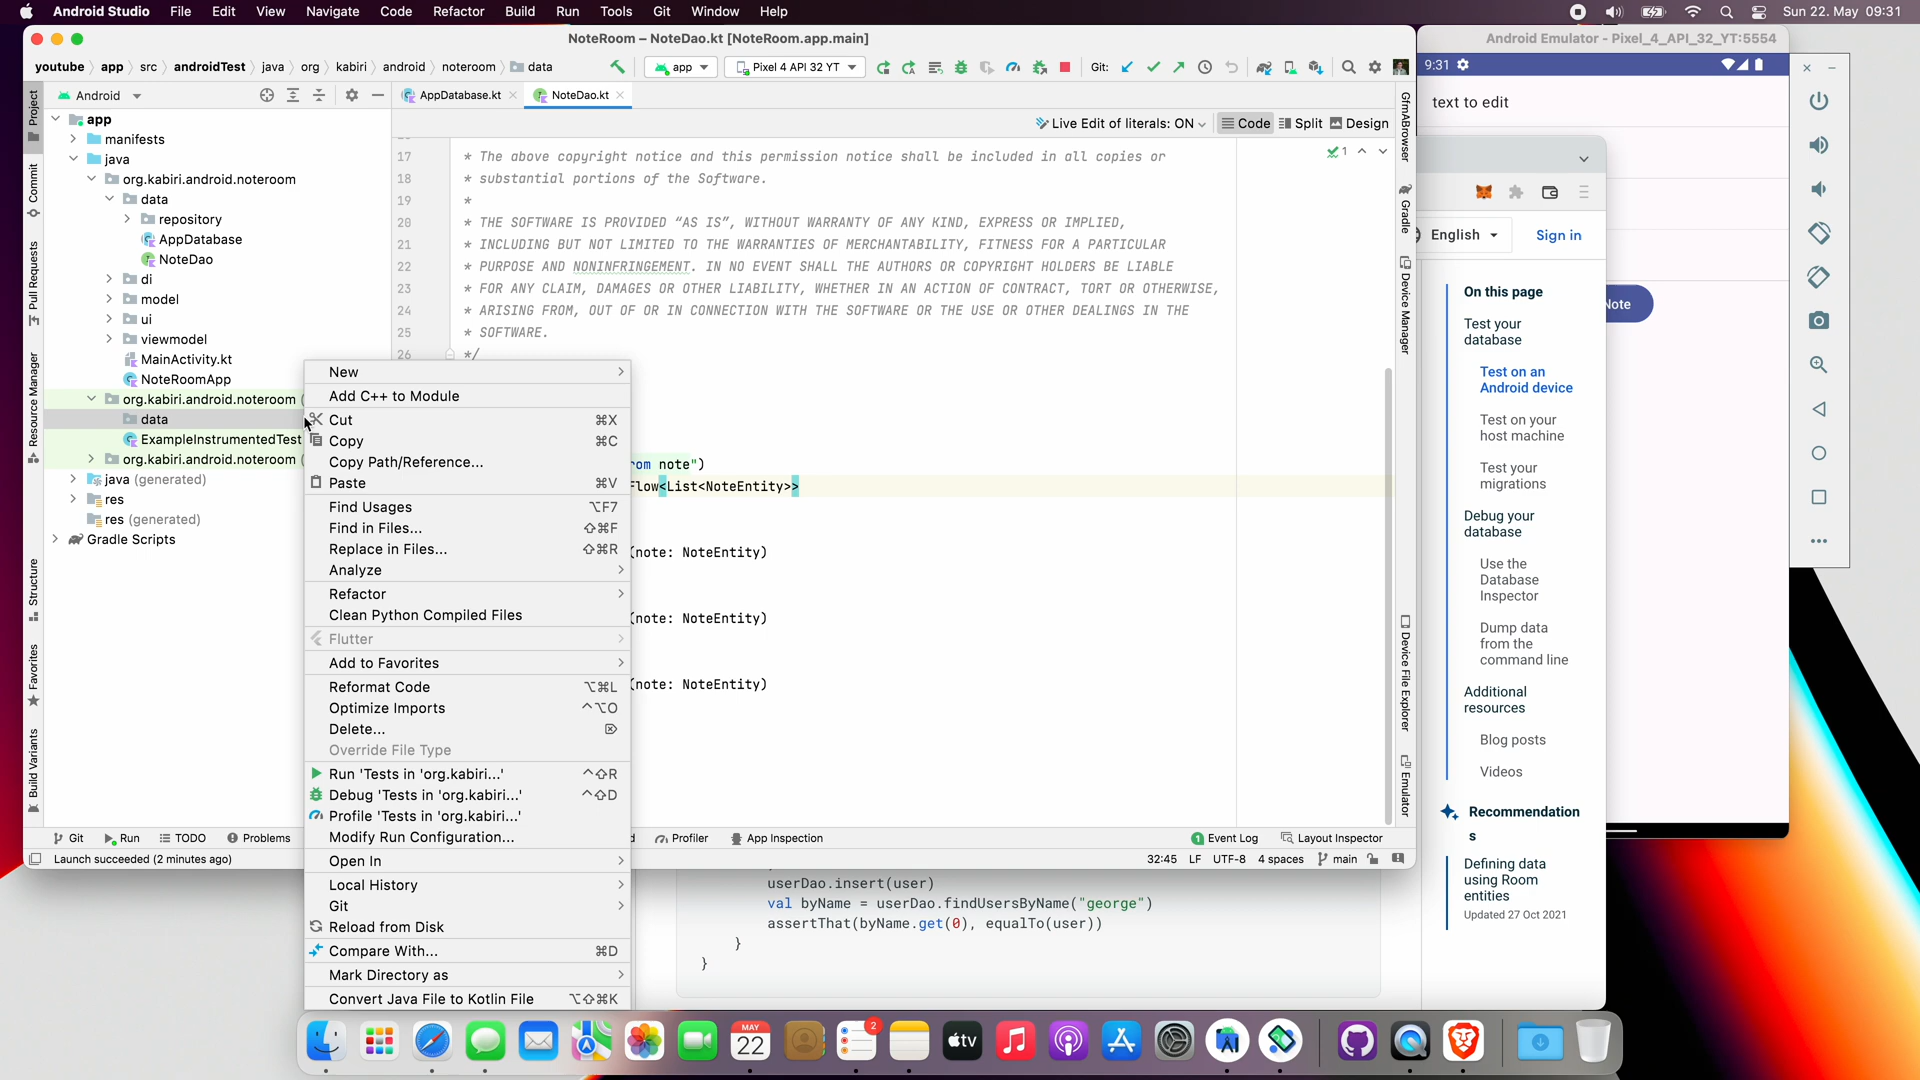 Android Studio File Edit View Navigate Code Refactor Build Run Tools Git Window Help Sun 22. May 09:31
NoteRoom – NoteDao.kt [NoteRoom.app.main]
Android Emulator - Pixel_4_API_32_YT:5554
youtube app src androidTest java org kabiri android noteroom data app Pixel 4 API 32 YT Git:
9:31
Android AppDatabase.kt NoteDao.kt
text to edit
Live Edit of literals: ON Code Split Design
app
manifests
java
org.kabiri.android.noteroom
data
repository
AppDatabase
NoteDao
di
model
ui
viewmodel
MainActivity.kt
NoteRoomApp
org.kabiri.android.noteroom (
data
ExampleInstrumentedTest
org.kabiri.android.noteroom (
java (generated)
res
res (generated)
Gradle Scripts
Project
Commit
Pull Requests
Resource Manager
Structure
Favorites
Build Variants
1
17 * The above copyright notice and this permission notice shall be included in all copies or
18 * substantial portions of the Software.
19 *
20 * THE SOFTWARE IS PROVIDED “AS IS”, WITHOUT WARRANTY OF ANY KIND, EXPRESS OR IMPLIED,
21 * INCLUDING BUT NOT LIMITED TO THE WARRANTIES OF MERCHANTABILITY, FITNESS FOR A PARTICULAR
22 * PURPOSE AND NONINFRINGEMENT. IN NO EVENT SHALL THE AUTHORS OR COPYRIGHT HOLDERS BE LIABLE
23 * FOR ANY CLAIM, DAMAGES OR OTHER LIABILITY, WHETHER IN AN ACTION OF CONTRACT, TORT OR OTHERWISE,
24 * ARISING FROM, OUT OF OR IN CONNECTION WITH THE SOFTWARE OR THE USE OR OTHER DEALINGS IN THE
25 * SOFTWARE.
26 */
om note")
Flow<List<NoteEntity>>
(note: NoteEntity)
(note: NoteEntity)
(note: NoteEntity)
New
Add C++ to Module
Cut ⌘X
Copy ⌘C
Copy Path/Reference...
Paste ⌘V
Find Usages ⌥F7
Find in Files... ⇧⌘F
Replace in Files... ⇧⌘R
Analyze
Refactor
Clean Python Compiled Files
Flutter
Add to Favorites
Reformat Code ⌥⌘L
Optimize Imports ^⌥O
Delete... ⌦
Override File Type
Run 'Tests in 'org.kabiri...' ^⇧R
Debug 'Tests in 'org.kabiri...' ^⇧D
Profile 'Tests in 'org.kabiri...'
Modify Run Configuration...
Open In
Local History
Git
Reload from Disk
Compare With... ⌘D
Mark Directory as
Convert Java File to Kotlin File ⌥⇧⌘K
GfmABrowser
Gradle
Device Manager
Device File Explorer
Emulator
Git Run TODO Problems d Profiler App Inspection 1 Event Log Layout Inspector
Launch succeeded (2 minutes ago) 32:45 LF UTF-8 4 spaces main
userDao.insert(user)
val byName = userDao.findUsersByName("george")
assertThat(byName.get(0), equalTo(user))
}
}
English Sign in
On this page
Test your
database
Test on an
Android device
Test on your
host machine
Test your
migrations
Debug your
database
Use the
Database
Inspector
Dump data
from the
command line
Additional
resources
Blog posts
Videos
Recommendation
s
Defining data
using Room
entities
Updated 27 Oct 2021
Note
MAY
22
2
tv